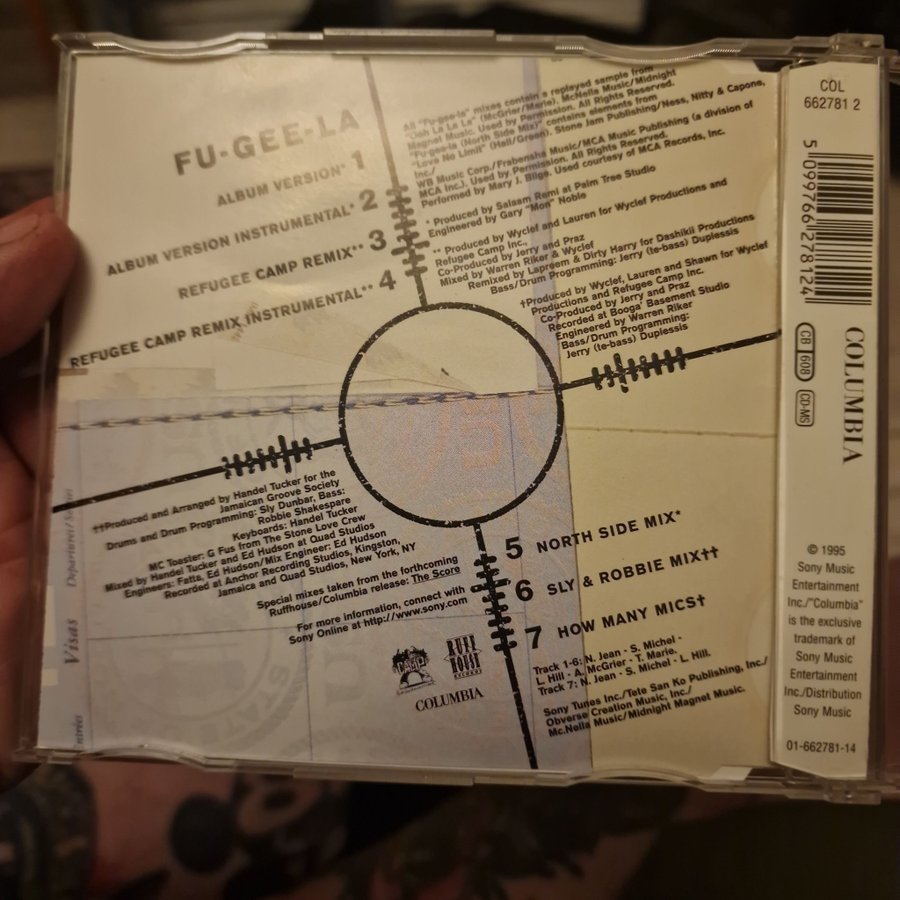 FU-GEE-LA
ALBUM VERSION* 1
ALBUM VERSION INSTRUMENTAL* 2
REFUGEE CAMP REMIX** 3
REFUGEE CAMP REMIX INSTRUMENTAL** 4
All "Fu-gee-la" mixes contain a replayed sample from
"Ooh La La La" (McGrier/Marie). McNella Music/Midnight
Magnet Music. Used by Permission. All Rights Reserved.
"Fu-gee-la (North Side Mix)" contains elements from
"Love No Limit" (Hall/Green). Stone Jam Publishing/Ness, Nitty & Capone,
Inc./
WB Music Corp./Frabensha Music/MCA Music Publishing (a division of
MCA Inc.). Used by Permission. All Rights Reserved.
Performed by Mary J. Blige. Used courtesy of MCA Records, Inc.
* Produced by Salaam Remi at Palm Tree Studio
Engineered by Gary "Mon" Noble
** Produced by Wyclef and Lauren for Wyclef Productions and
Refugee Camp Inc.,
Co-Produced by Jerry and Praz
Mixed by Warren Riker & Wyclef
Remixed by Lapreem & Dirty Harry for Dashikii Productions
Bass/Drum Programming: Jerry (te-bass) Duplessis
†Produced by Wyclef, Lauren and Shawn for Wyclef
Productions and Refugee Camp Inc.
Co-Produced by Jerry and Praz
Recorded at Booga' Basement Studio
Engineered by Warren Riker
Bass/Drum Programming:
Jerry (te-bass) Duplessis
††Produced and Arranged by Handel Tucker for the
Jamaican Groove Society
Drums and Drum Programming: Sly Dunbar, Bass:
Robbie Shakespare
Keyboards: Handel Tucker
MC Toaster: G Fus from The Stone Love Crew
Mixed by Handel Tucker and Ed Hudson at Quad Studios
Engineers: Fatta, Ed Hudson/Mix Engineer: Ed Hudson
Recorded at Anchor Recording Studios, Kingston,
Jamaica and Quad Studios, New York, NY
Special mixes taken from the forthcoming
Ruffhouse/Columbia release: The Score
For more information, connect with
Sony Online at http://www.sony.com
CAMP
RUFF
HOUSE
RECORDS
COLUMBIA
5 NORTH SIDE MIX*
6 SLY & ROBBIE MIX††
7 HOW MANY MICS†
Track 1-6: N. Jean - S. Michel -
L. Hill - A. McGrier - T. Marie.
Track 7: N. Jean - S. Michel - L. Hill.
Sony Tunes Inc./Tete San Ko Publishing, Inc./
Obverse Creation Music, Inc./
Mc.Nella Music/Midnight Magnet Music.
Departures/
Visas
COL
662781 2
5 099766 278124
CB 608
CD-MS
COLUMBIA
© 1995
Sony Music
Entertainment
Inc./"Columbia"
is the exclusive
trademark of
Sony Music
Entertainment
Inc./Distribution
Sony Music
01-662781-14